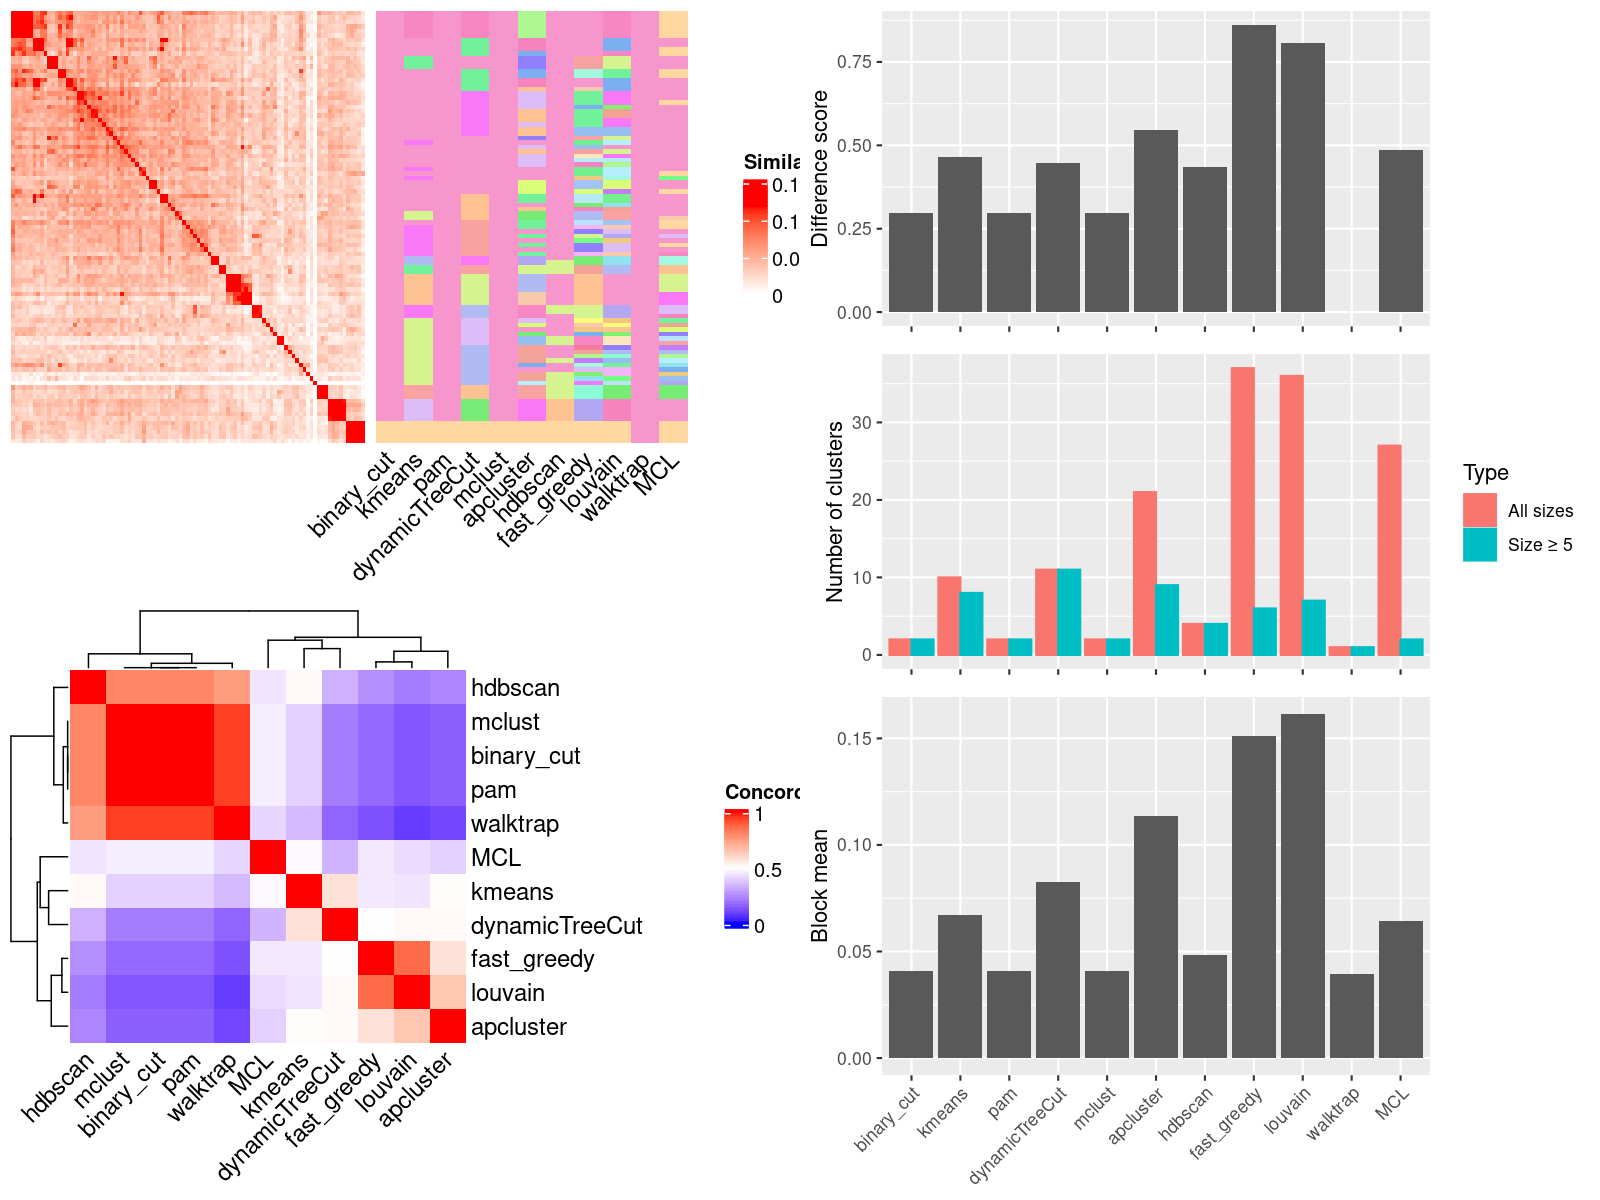 Simila
0.1
0.1
0.0
0
binary_cut
kmeans
pam
dynamicTreeCut
mclust
apcluster
hdbscan
fast_greedy
louvain
walktrap
MCL
hdbscan
mclust
binary_cut
pam
walktrap
MCL
kmeans
dynamicTreeCut
fast_greedy
louvain
apcluster
hdbscan
mclust
binary_cut
pam
walktrap
MCL
kmeans
dynamicTreeCut
fast_greedy
louvain
apcluster
Concord
1
0.5
0
Difference score
0.75
0.50
0.25
0.00
Number of clusters
30
20
10
0
Type
All sizes
Size ≥ 5
Block mean
0.15
0.10
0.05
0.00
binary_cut
kmeans
pam
dynamicTreeCut
mclust
apcluster
hdbscan
fast_greedy
louvain
walktrap
MCL